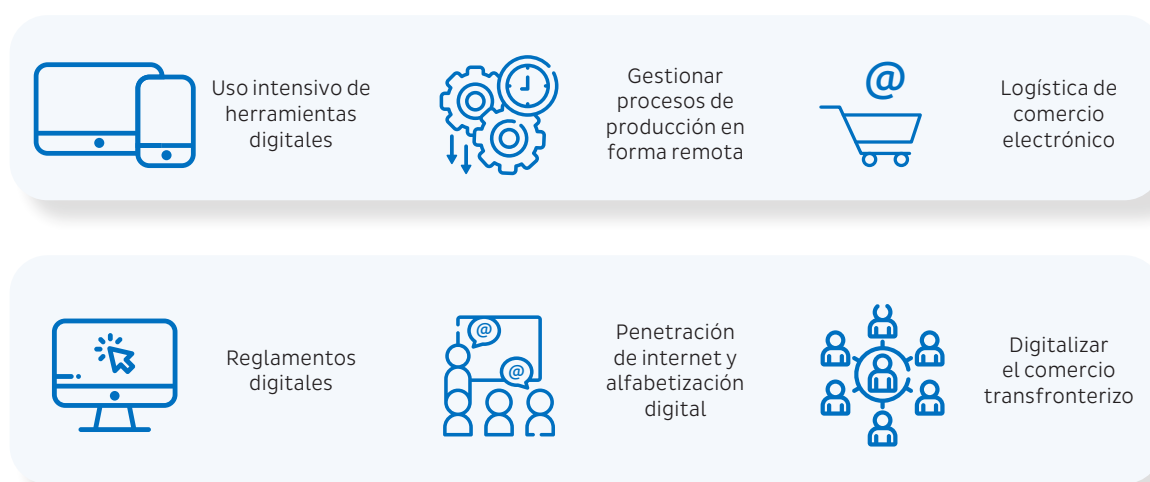 Uso intensivo de
herramientas
digitales
Gestionar
procesos de
producción en
forma remota
@
Logística de
comercio
electrónico
Reglamentos
digitales
@
@
Penetración
de internet y
alfabetización
digital
Digitalizar
el comercio
transfronterizo